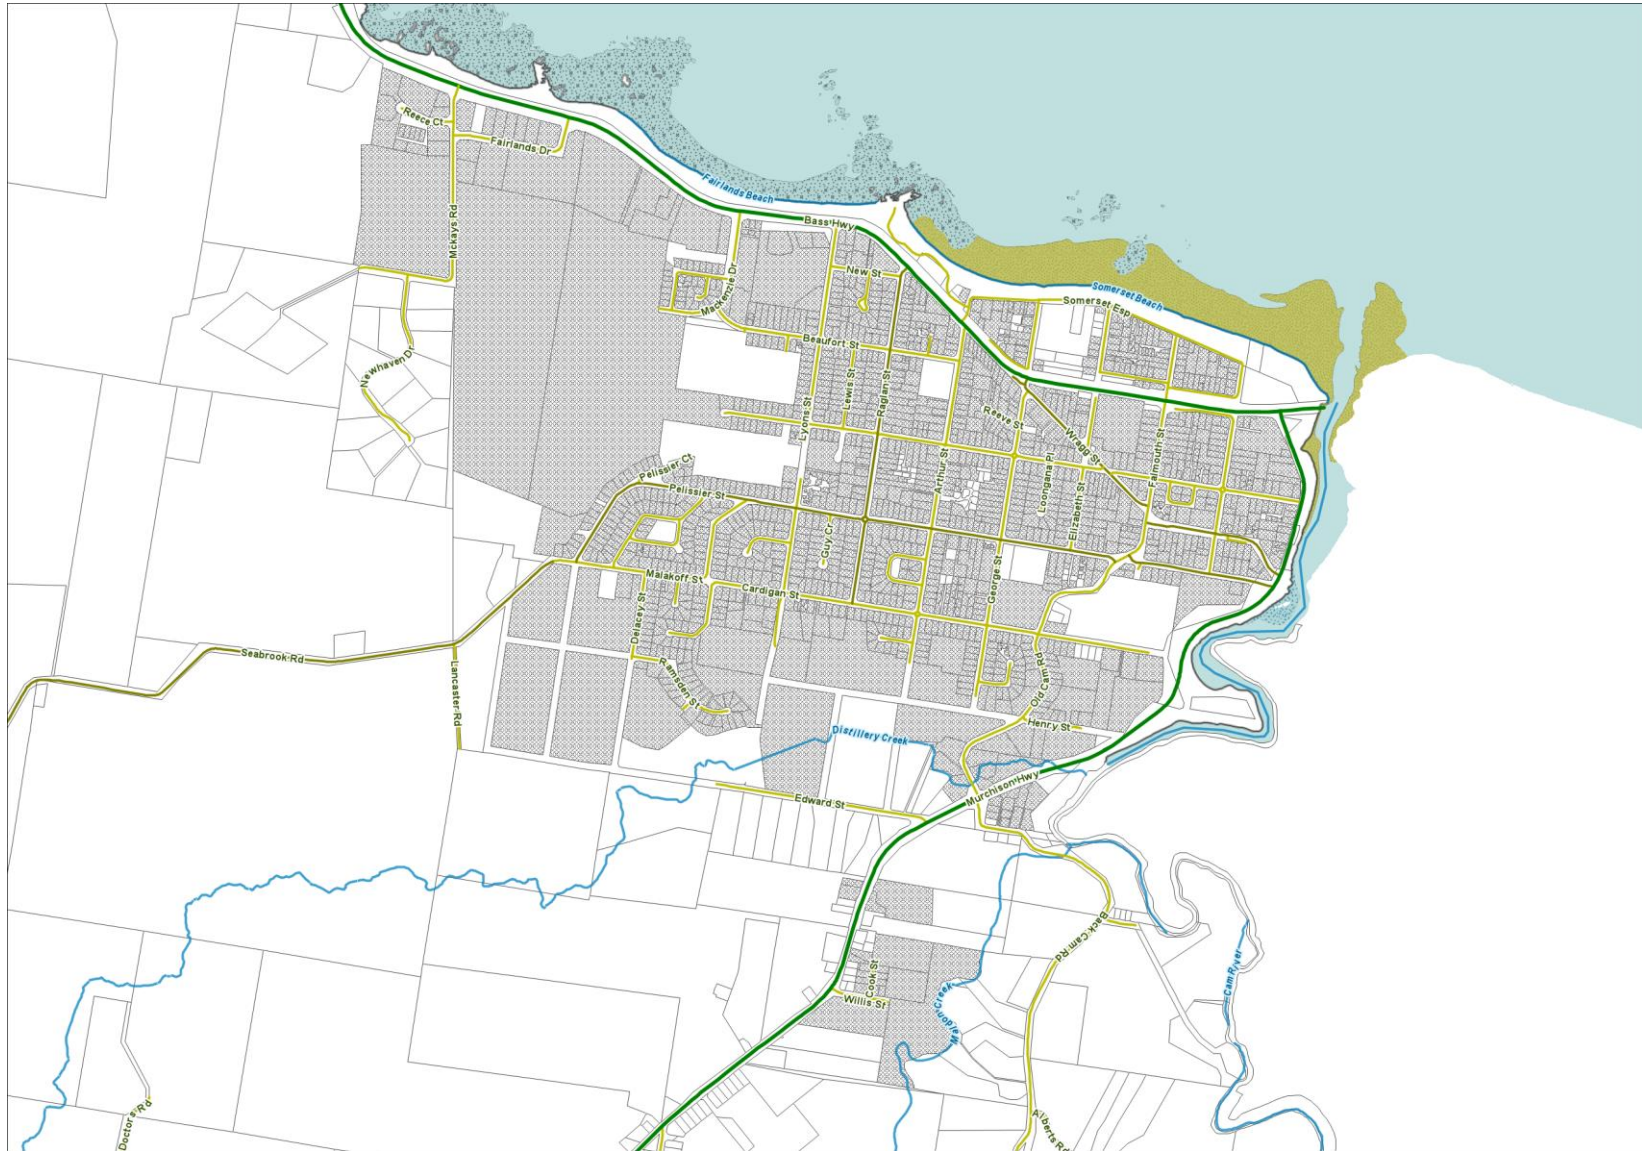 Reece Ct
Fairlands Dr
Fairlands Beach
Mckays Rd
Bass Hwy
New St
Mackenzie Dr
Somerset Beach
Somerset Esp
Beaufort St
Newhaven Dr
Lewis St
Raglan St
Lyons St
Reeve St
Wragg St
Falmouth St
Pelissier Ct
Pelissier St
Arthur St
Loongana Pl
Elizabeth St
Guy Cr
George St
Malakoff St
Cardigan St
Delacey St
Seabrook Rd
Lancaster Rd
Ramsden St
Old Cam Rd
Henry St
Distillery Creek
Murchison Hwy
Edward St
Back Cam Rd
Cook St
Willis St
Maldon Creek
Cam River
Doctors Rd
Alberts Rd